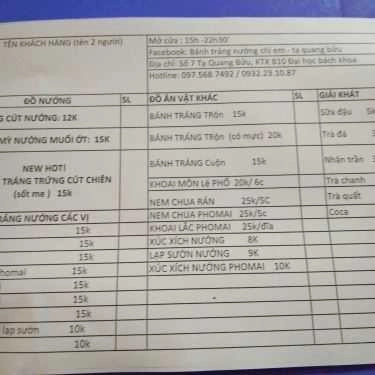 TÊN KHÁCH HÀNG (tên 2 người)
Mở cửa : 15h -22h30'
Facebook: Bánh tráng nướng chị em - tạ quang bửu
Địa chỉ: Số 7 Tạ Quang Bửu, KTX B10 Đại học bách khoa
Hotline: 097.568.7492 / 0932.23.10.87
ĐỒ NƯỚNG SL ĐỒ ĂN VẶT KHÁC SL GIẢI KHÁT
CÚT NƯỚNG: 12K BÁNH TRÁNG TRộn 15k Sữa đậu
MỲ NƯỚNG MUỐI ỚT: 15K BÁNH TRÁNG TRộn (có mực) 20k Trà đá
NEW HOT!
TRÁNG TRỨNG CÚT CHIÊN
(sốt me ) 15k
BÁNH TRÁNG Cuộn 15k Nhân trần
KHOAI MÔN Lệ PHỐ 20k/ 6c Trà chanh
NEM CHUA RÁN 25k/5C Trà quất
NƯỚNG CÁC VỊ NEM CHUA PHOMAI 25k/5c Coca
15k KHOAI LẮC PHOMAI 25k/đĩa
15k XÚC XÍCH NƯỚNG 8K
15k LẠP SƯỜN NƯỚNG 9K
15k XÚC XÍCH NƯỚNG PHOMAI 10K
15k
15k
15k
lạp sườn 10k
10k